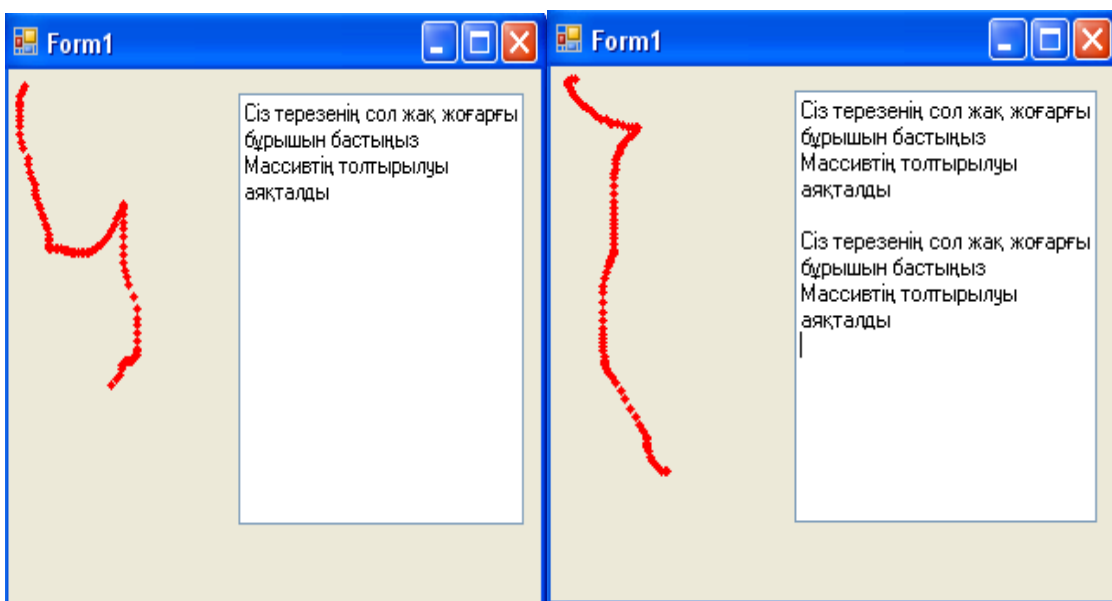 Form1
Сіз терезенің сол жақ жоғарғы
бұрышын бастыңыз
Массивтің толтырылуы
аяқталды
Form1
Сіз терезенің сол жақ жоғарғы
бұрышын бастыңыз
Массивтің толтырылуы
аяқталды
Сіз терезенің сол жақ жоғарғы
бұрышын бастыңыз
Массивтің толтырылуы
аяқталды